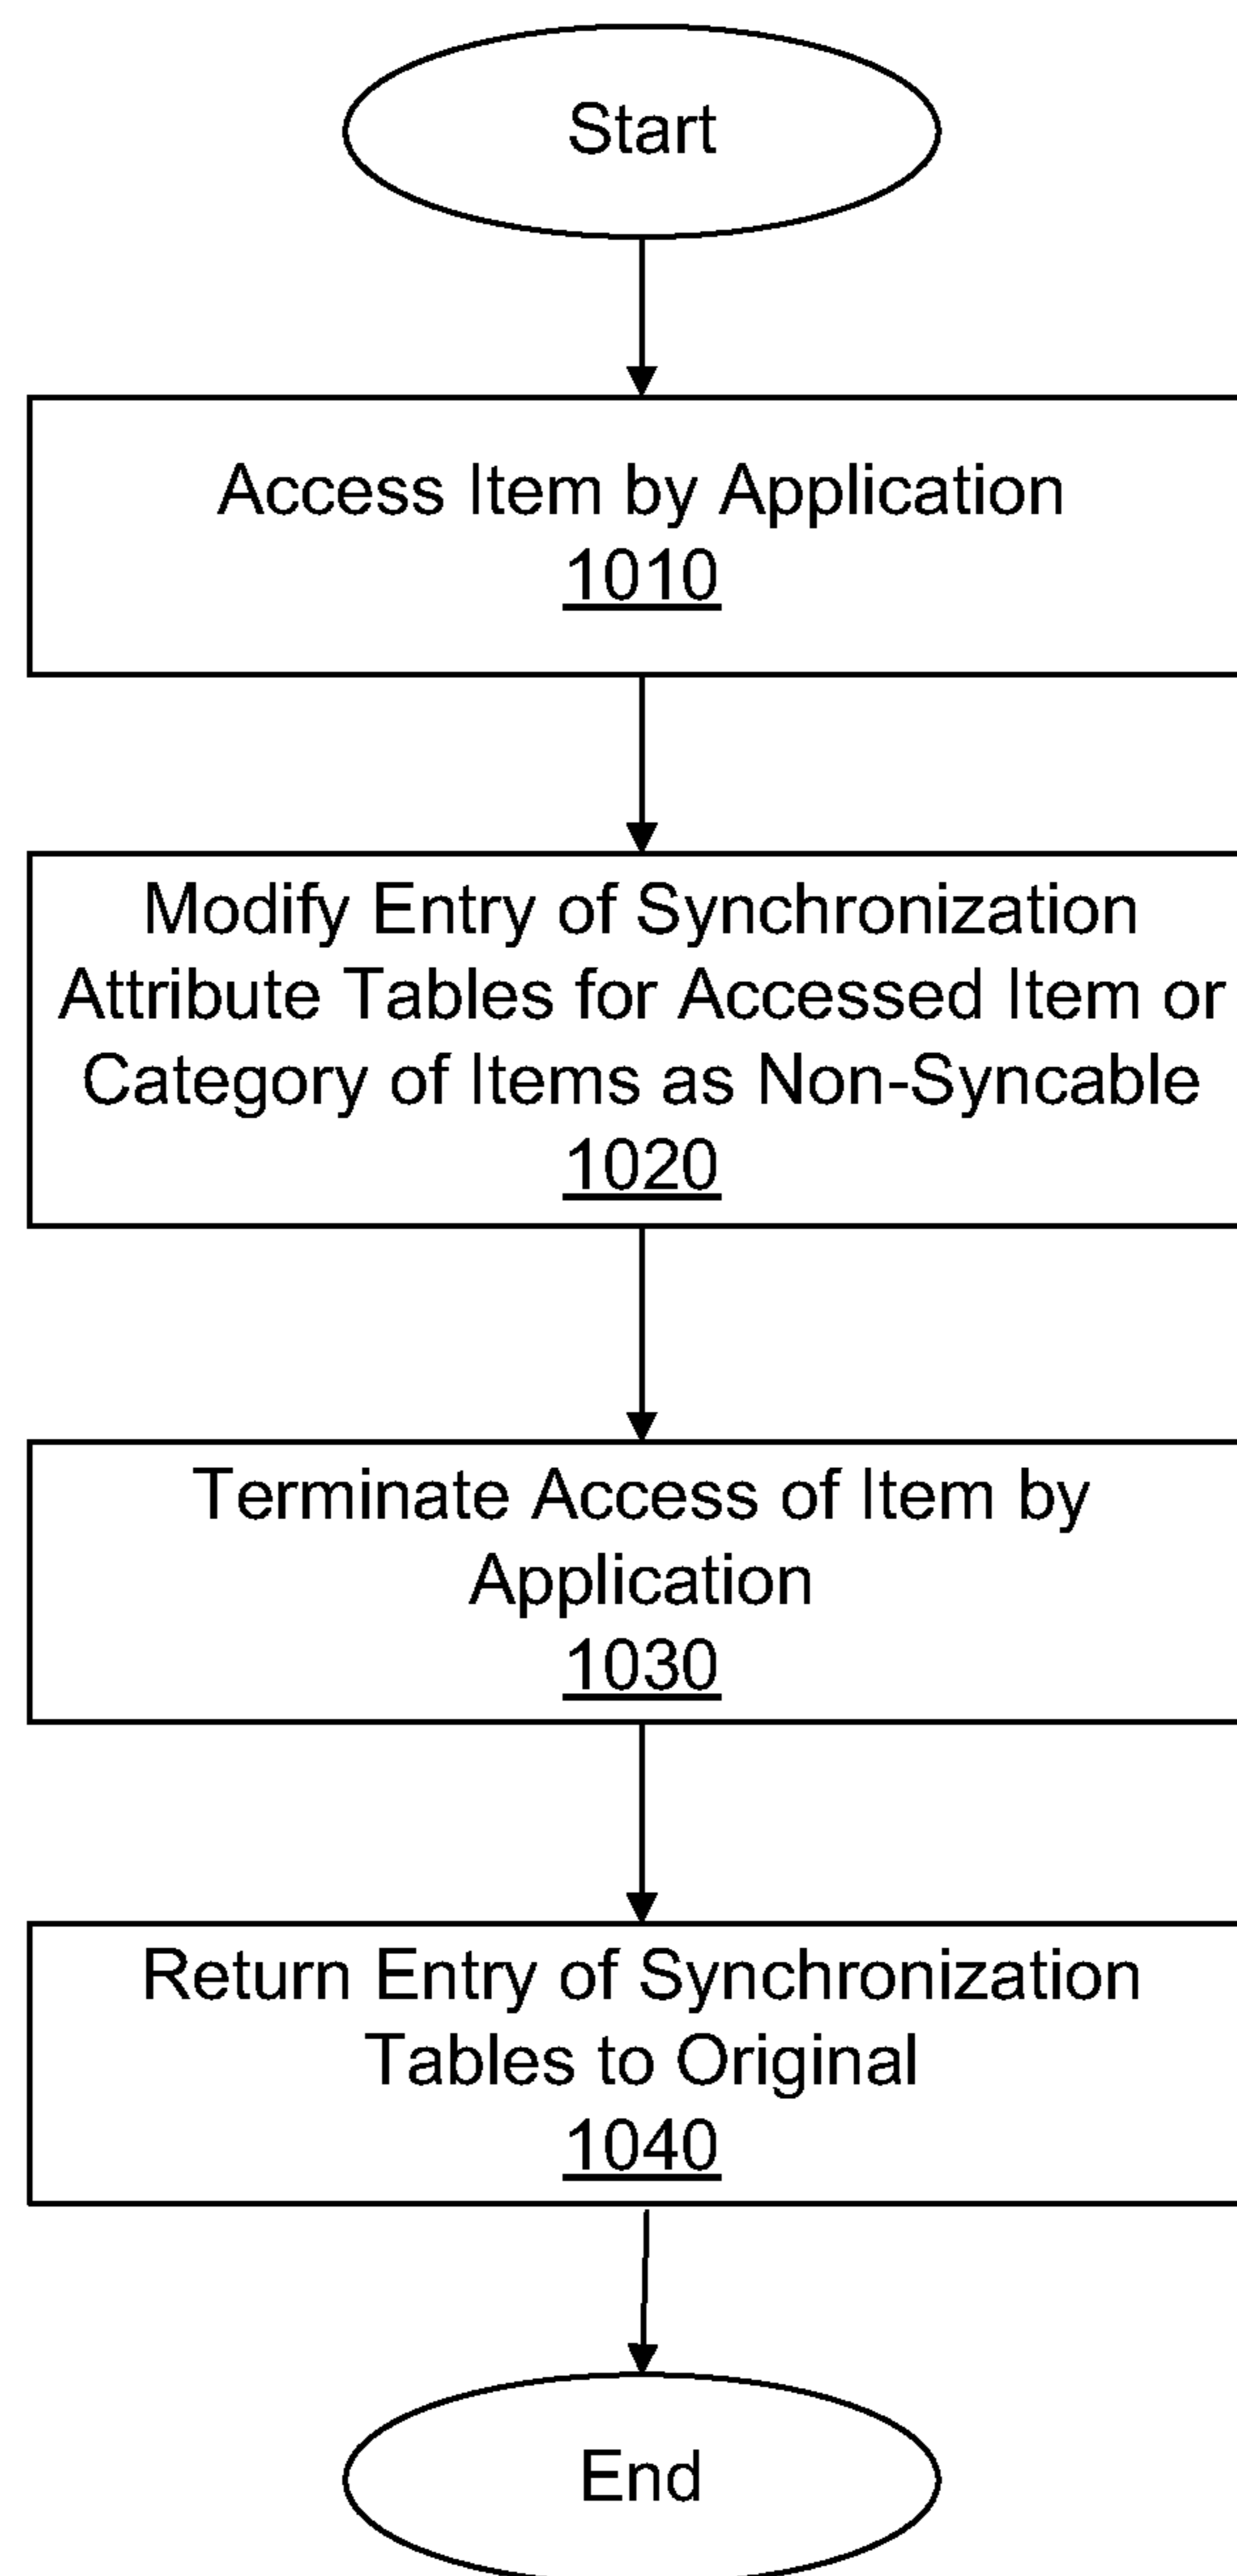 Start
Access Item by Application
1010
Modify Entry of Synchronization
Attribute Tables for Accessed Item or
Category of Items as Non-Syncable
1020
Terminate Access of Item by
Application
1030
Return Entry of Synchronization
Tables to Original
1040
End